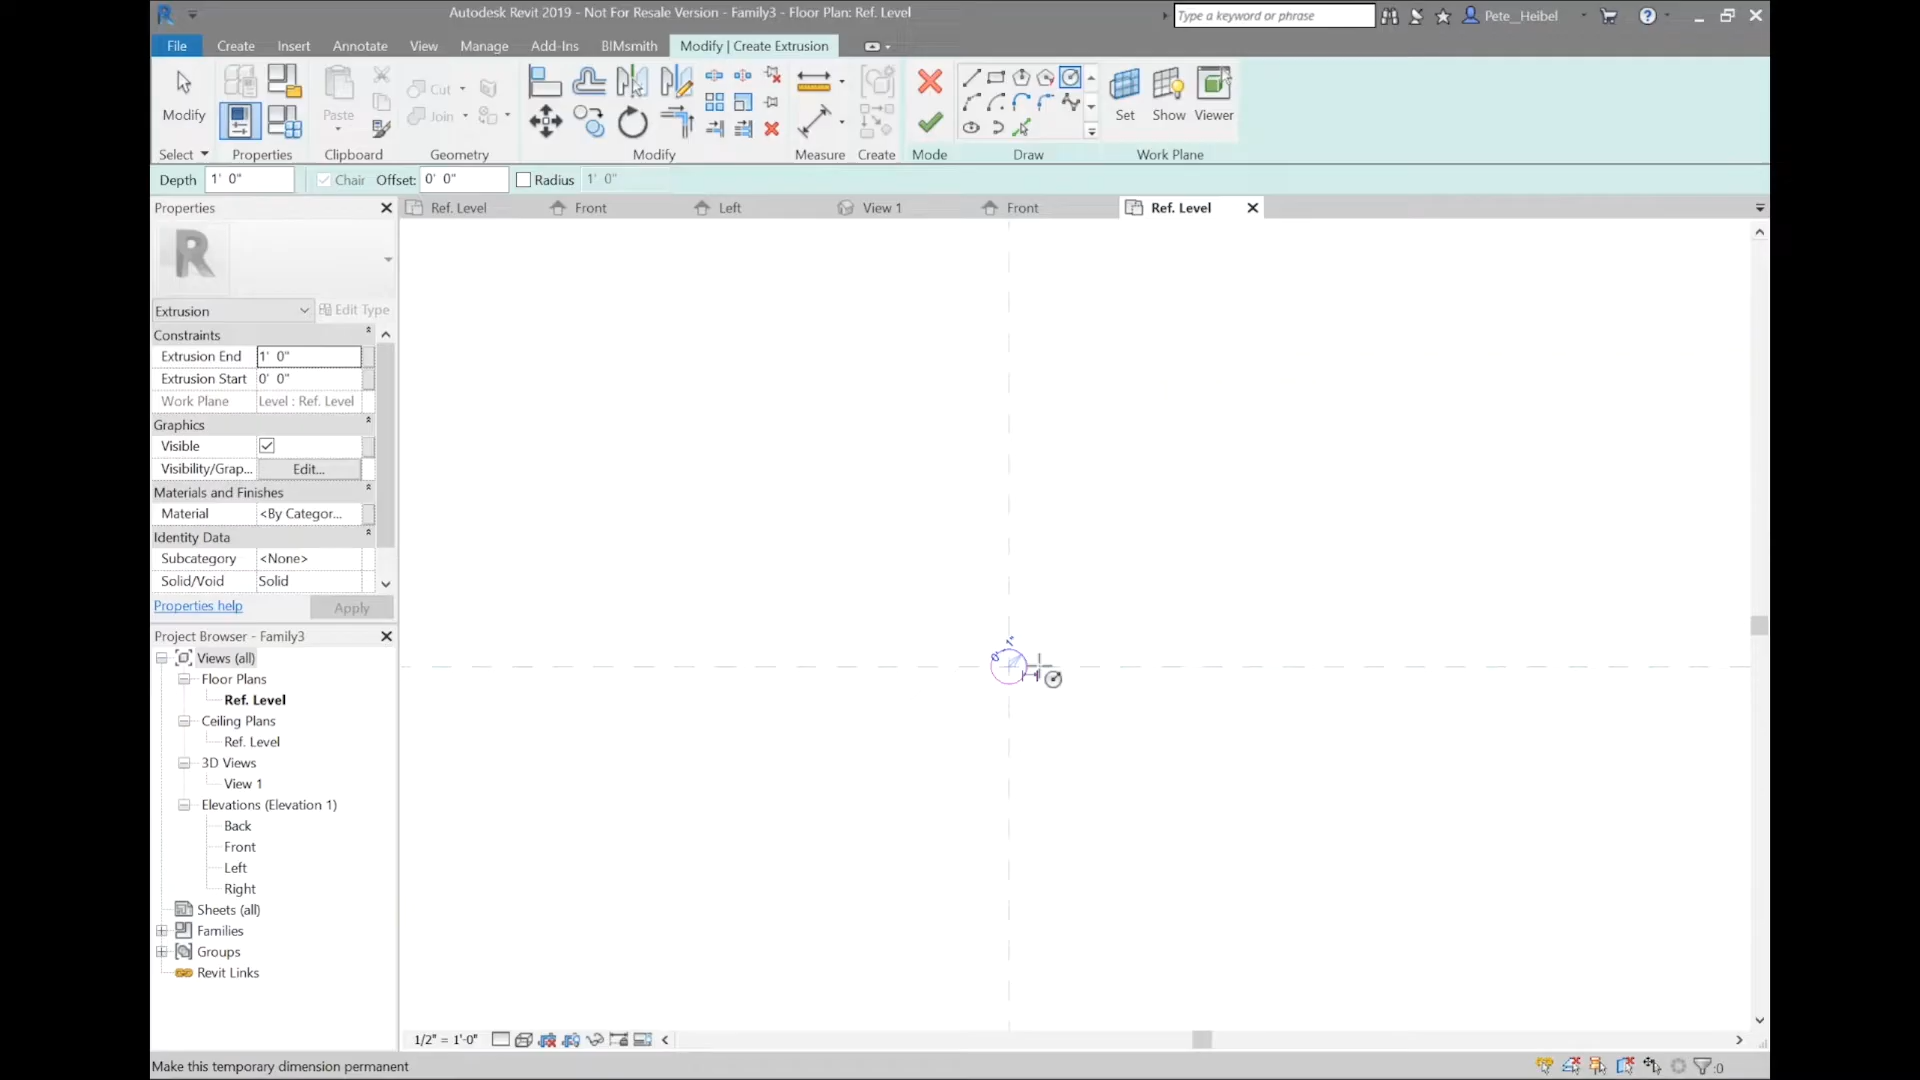 Autodesk Revit 2019 - Not For Resale Version - Family3 - Floor Plan: Ref. Level
Type a keyword or phrase
Pete_Heibel
File Create Insert Annotate View Manage Add-Ins BIMsmith Modify | Create Extrusion
Modify
Paste
Cut
Join
Set Show Viewer
Select Properties Clipboard Geometry Modify Measure Create Mode Draw Work Plane
Depth 1' 0" Chair Offset: 0' 0" Radius 1' 0"
Properties
Ref. Level Front Left View 1 Front Ref. Level
R
Extrusion Edit Type
Constraints
Extrusion End 1' 0"
Extrusion Start 0' 0"
Work Plane Level : Ref. Level
Graphics
Visible
Visibility/Grap... Edit...
Materials and Finishes
Material <By Categor...
Identity Data
Subcategory <None>
Solid/Void Solid
Properties help Apply
Project Browser - Family3
Views (all)
Floor Plans
Ref. Level
Ceiling Plans
Ref. Level
3D Views
View 1
Elevations (Elevation 1)
Back
Front
Left
Right
Sheets (all)
Families
Groups
Revit Links
1/2" = 1'-0"
Make this temporary dimension permanent
:0